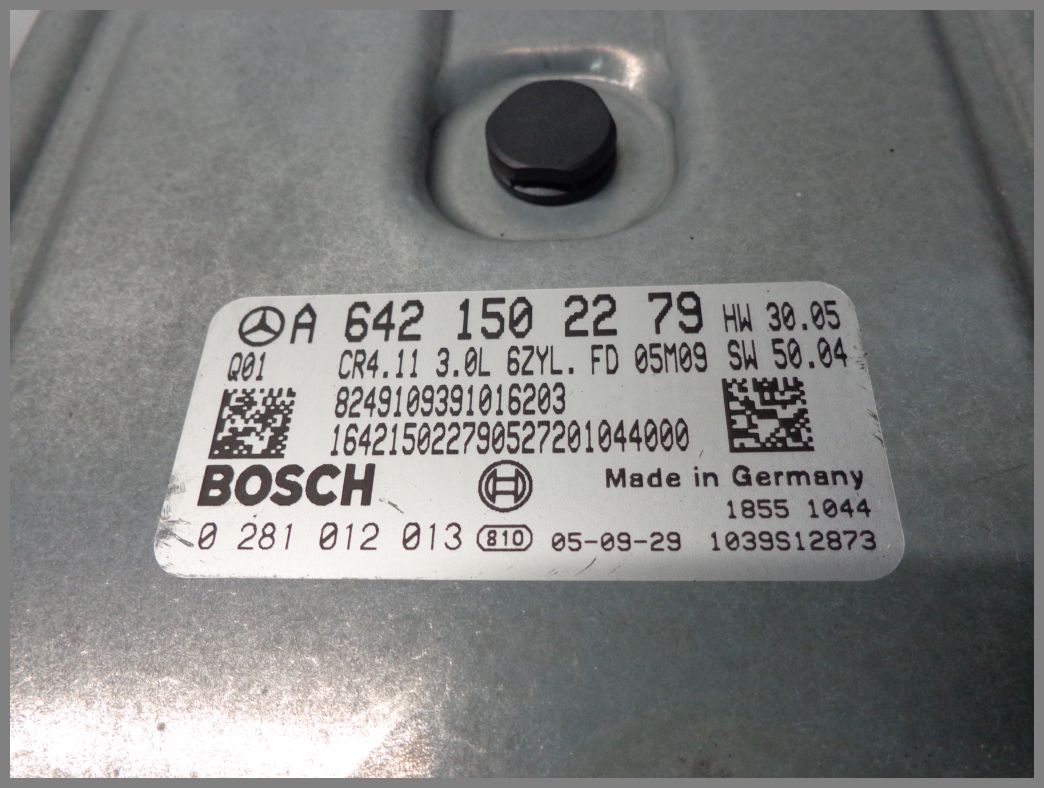 A 642 150 22 79 HW 30.05
Q01 CR4.11 3.0L 6ZYL. FD 05M09 SW 50.04
8249109391016203
164215022790527201044000
BOSCH Made in Germany
1855 1044
0 281 012 013 810 05-09-29 1039S12873